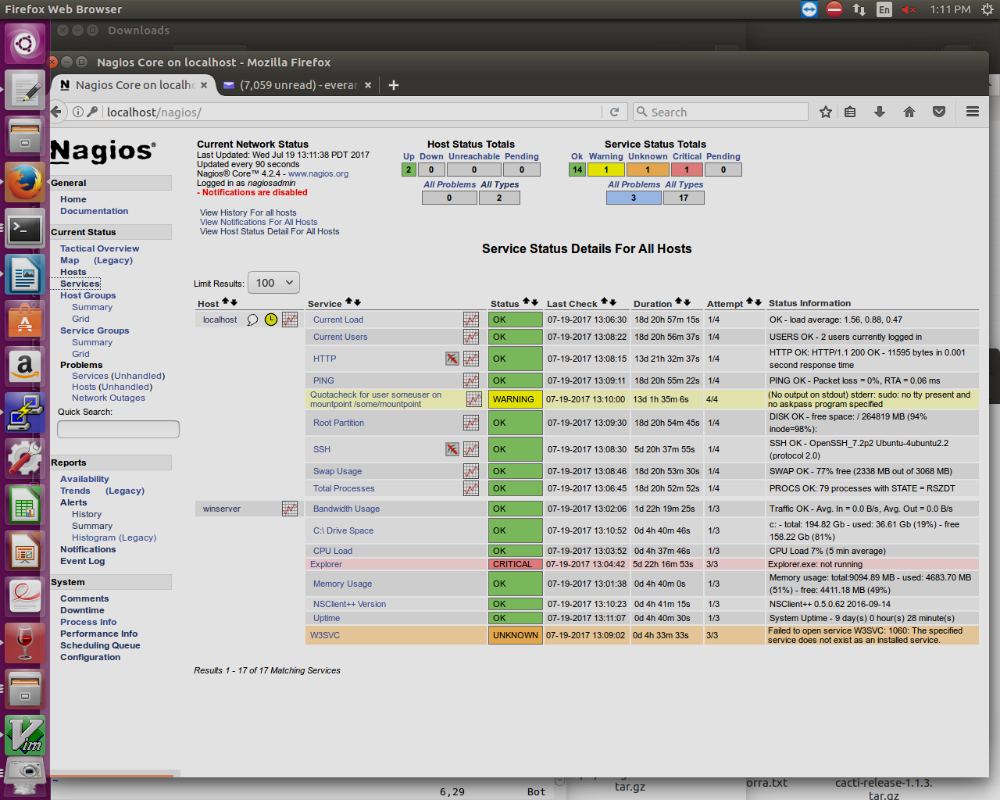 Firefox Web Browser
En
1:11 PM
Downloads
Nagios Core on localhost - Mozilla Firefox
Nagios Core on localh
(7,059 unread) - everar
localhost/nagios/
Search
Nagios®
General
Home
Documentation
Current Status
Tactical Overview
Map (Legacy)
Hosts
Services
Host Groups
Summary
Grid
Service Groups
Summary
Grid
Problems
Services (Unhandled)
Hosts (Unhandled)
Network Outages
Quick Search:
Reports
Availability
Trends (Legacy)
Alerts
History
Summary
Histogram (Legacy)
Notifications
Event Log
System
Comments
Downtime
Process Info
Performance Info
Scheduling Queue
Configuration
Current Network Status
Last Updated: Wed Jul 19 13:11:38 PDT 2017
Updated every 90 seconds
Nagios® Core™ 4.2.4 - www.nagios.org
Logged in as nagiosadmin
- Notifications are disabled
View History For all hosts
View Notifications For All Hosts
View Host Status Detail For All Hosts
Host Status Totals
Up Down Unreachable Pending
2 0 0 0
All Problems All Types
0 2
Service Status Totals
Ok Warning Unknown Critical Pending
14 1 1 1 0
All Problems All Types
3 17
Service Status Details For All Hosts
Limit Results: 100
Host Service Status Last Check Duration Attempt Status Information
localhost Current Load OK 07-19-2017 13:06:30 18d 20h 57m 15s 1/4 OK - load average: 1.56, 0.88, 0.47
Current Users OK 07-19-2017 13:08:22 18d 20h 56m 37s 1/4 USERS OK - 2 users currently logged in
HTTP OK 07-19-2017 13:08:15 13d 21h 32m 37s 1/4 HTTP OK: HTTP/1.1 200 OK - 11595 bytes in 0.001
second response time
PING OK 07-19-2017 13:09:11 18d 20h 55m 22s 1/4 PING OK - Packet loss = 0%, RTA = 0.06 ms
Quotacheck for user someuser on
mountpoint /some/mountpoint WARNING 07-19-2017 13:10:00 13d 1h 35m 6s 4/4 (No output on stdout) stderr: sudo: no tty present and
no askpass program specified
Root Partition OK 07-19-2017 13:09:30 18d 20h 54m 45s 1/4 DISK OK - free space: / 264819 MB (94%
inode=98%):
SSH OK 07-19-2017 13:08:30 5d 20h 37m 55s 1/4 SSH OK - OpenSSH_7.2p2 Ubuntu-4ubuntu2.2
(protocol 2.0)
Swap Usage OK 07-19-2017 13:08:46 18d 20h 53m 30s 1/4 SWAP OK - 77% free (2338 MB out of 3068 MB)
Total Processes OK 07-19-2017 13:06:45 18d 20h 52m 52s 1/4 PROCS OK: 79 processes with STATE = RSZDT
winserver Bandwidth Usage OK 07-19-2017 13:02:06 1d 22h 19m 25s 1/3 Traffic OK - Avg. In = 0.0 B/s, Avg. Out = 0.0 B/s
C:\ Drive Space OK 07-19-2017 13:10:52 0d 4h 40m 46s 1/3 c: - total: 194.82 Gb - used: 36.61 Gb (19%) - free
158.22 Gb (81%)
CPU Load OK 07-19-2017 13:03:52 0d 4h 37m 46s 1/3 CPU Load 7% (5 min average)
Explorer CRITICAL 07-19-2017 13:04:42 5d 22h 16m 53s 3/3 Explorer.exe: not running
Memory Usage OK 07-19-2017 13:01:38 0d 4h 40m 0s 1/3 Memory usage: total:9094.89 MB - used: 4683.70 MB
(51%) - free: 4411.18 MB (49%)
NSClient++ Version OK 07-19-2017 13:10:23 0d 4h 41m 15s 1/3 NSClient++ 0.5.0.62 2016-09-14
Uptime OK 07-19-2017 13:11:07 0d 4h 40m 30s 1/3 System Uptime - 9 day(s) 0 hour(s) 28 minute(s)
W3SVC UNKNOWN 07-19-2017 13:09:02 0d 4h 33m 33s 3/3 Failed to open service W3SVC: 1060: The specified
service does not exist as an installed service.
Results 1 - 17 of 17 Matching Services
~
6,29 Bot
tar.gz
orra.txt
cacti-release-1.1.3.
tar.gz